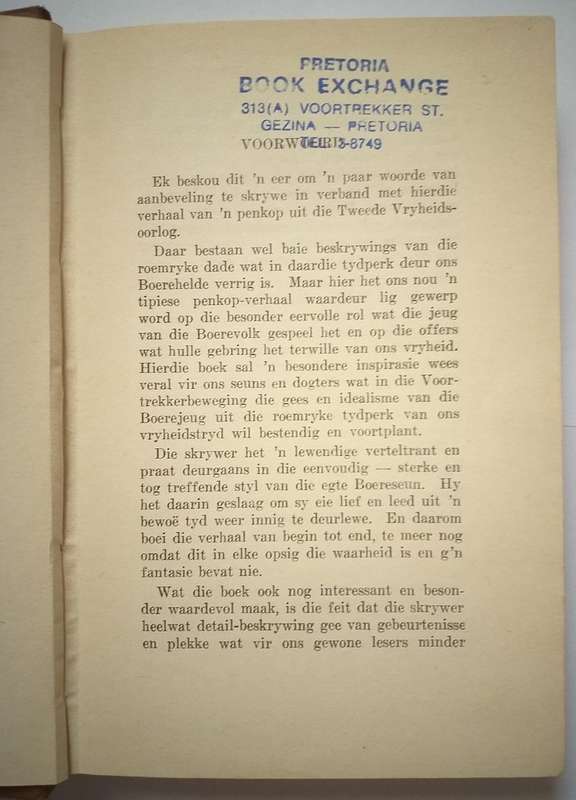 PRETORIA
BOOK EXCHANGE
313(A) VOORTREKKER ST.
GEZINA — PRETORIA
TEL. 3-8749
VOORWOORD
Ek beskou dit 'n eer om 'n paar woorde van
aanbeveling te skrywe in verband met hierdie
verhaal van 'n penkop uit die Tweede Vryheids-
oorlog.
Daar bestaan wel baie beskrywings van die
roemryke dade wat in daardie tydperk deur ons
Boerehelde verrig is. Maar hier het ons nou 'n
tipiese penkop-verhaal waardeur lig gewerp
word op die besonder eervolle rol wat die jeug
van die Boerevolk gespeel het en op die offers
wat hulle gebring het terwille van ons vryheid.
Hierdie boek sal 'n besondere inspirasie wees
veral vir ons seuns en dogters wat in die Voor-
trekkerbeweging die gees en idealisme van die
Boerejeug uit die roemryke tydperk van ons
vryheidstryd wil bestendig en voortplant.
Die skrywer het 'n lewendige verteltrant en
praat deurgaans in die eenvoudig — sterke en
tog treffende styl van die egte Boereseun. Hy
het daarin geslaag om sy eie lief en leed uit 'n
bewoë tyd weer innig te deurlewe. En daarom
boei die verhaal van begin tot end, te meer nog
omdat dit in elke opsig die waarheid is en g'n
fantasie bevat nie.
Wat die boek ook nog interessant en beson-
der waardevol maak, is die feit dat die skrywer
heelwat detail-beskrywing gee van gebeurtenisse
en plekke wat vir ons gewone lesers minder